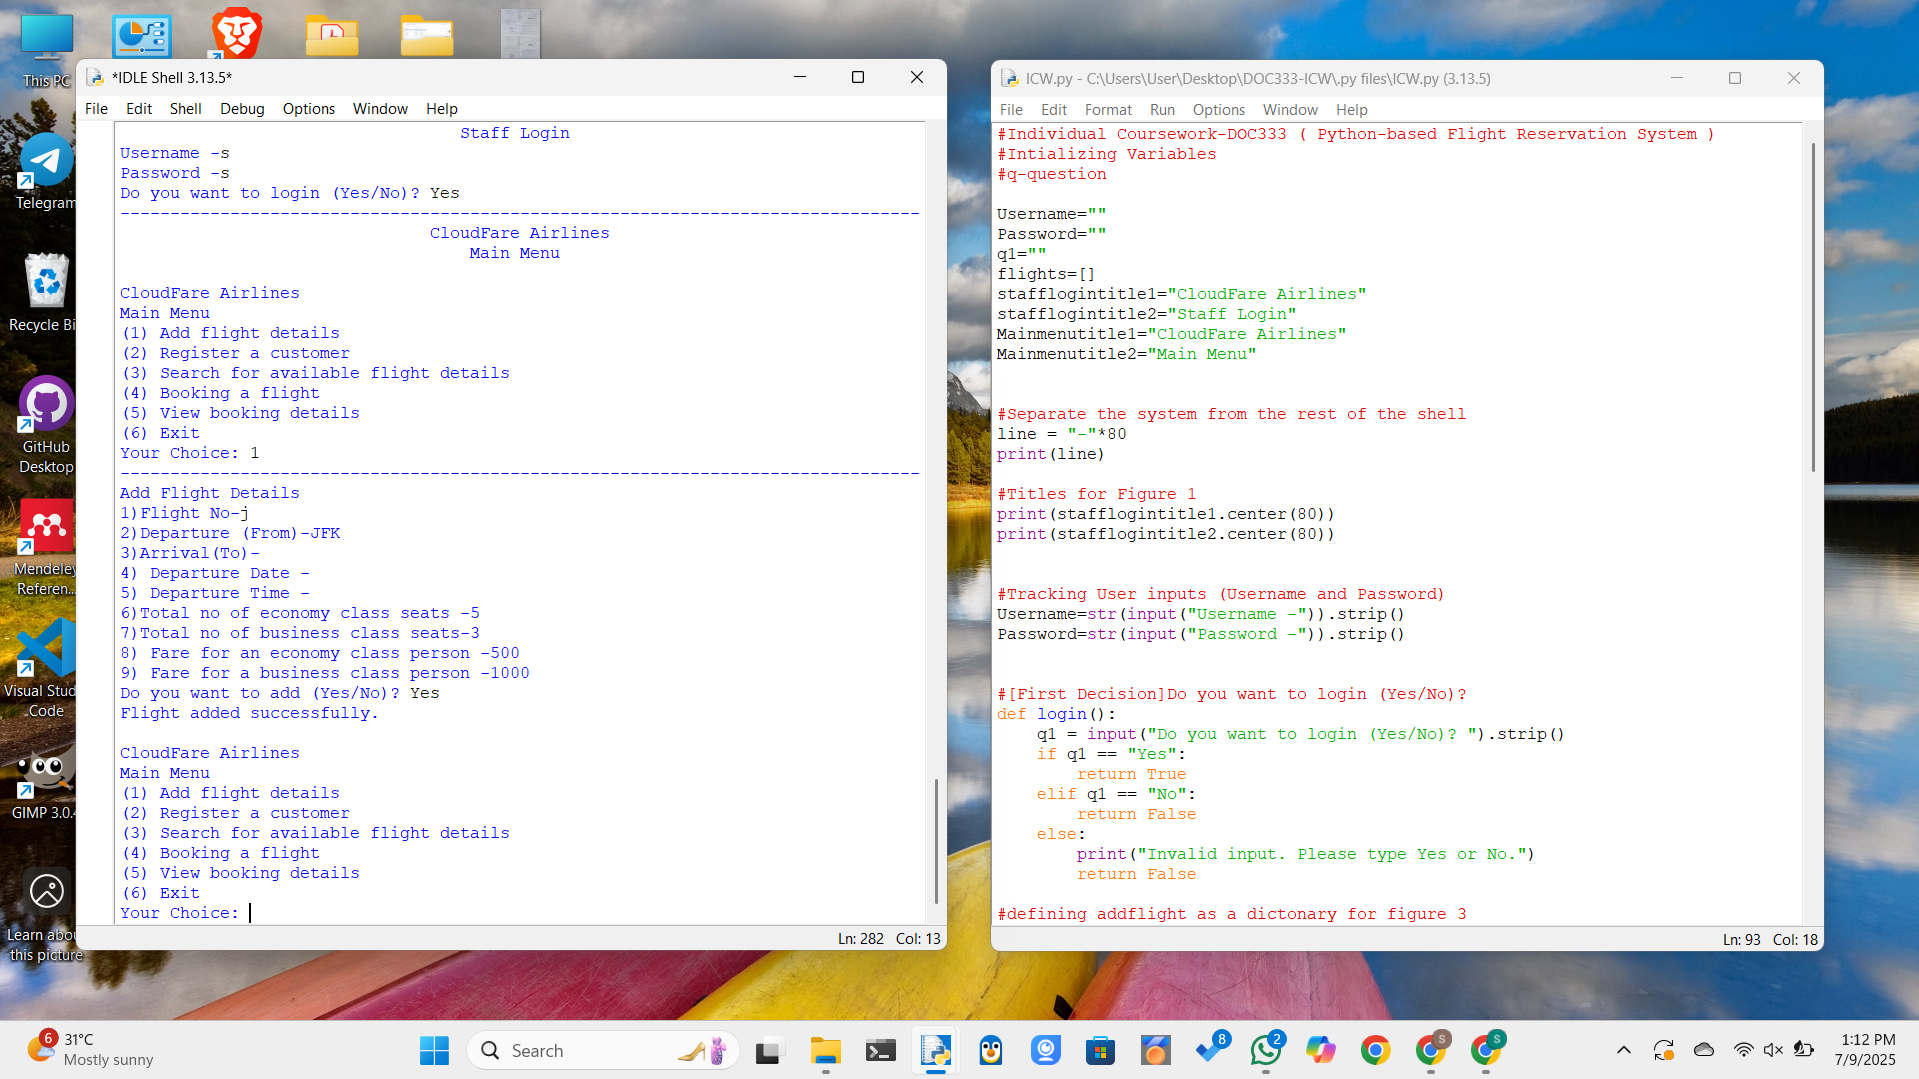 This PC
Telegram
Recycle Bi
GitHub
Desktop
Mendeley
Referen...
Visual Stud
Code
GIMP 3.0.4
Learn abou
this picture
*IDLE Shell 3.13.5*
File Edit Shell Debug Options Window Help
Staff Login
Username -s
Password -s
Do you want to login (Yes/No)? Yes
--------------------------------------------------------------------------------
CloudFare Airlines
Main Menu
CloudFare Airlines
Main Menu
(1) Add flight details
(2) Register a customer
(3) Search for available flight details
(4) Booking a flight
(5) View booking details
(6) Exit
Your Choice: 1
--------------------------------------------------------------------------------
Add Flight Details
1)Flight No-j
2)Departure (From)-JFK
3)Arrival(To)-
4) Departure Date -
5) Departure Time -
6)Total no of economy class seats -5
7)Total no of business class seats-3
8) Fare for an economy class person -500
9) Fare for a business class person -1000
Do you want to add (Yes/No)? Yes
Flight added successfully.
CloudFare Airlines
Main Menu
(1) Add flight details
(2) Register a customer
(3) Search for available flight details
(4) Booking a flight
(5) View booking details
(6) Exit
Your Choice:
Ln: 282 Col: 13
ICW.py - C:\Users\User\Desktop\DOC333-ICW\.py files\ICW.py (3.13.5)
File Edit Format Run Options Window Help
#Individual Coursework-DOC333 ( Python-based Flight Reservation System )
#Intializing Variables
#q-question
Username=""
Password=""
q1=""
flights=[]
stafflogintitle1="CloudFare Airlines"
stafflogintitle2="Staff Login"
Mainmenutitle1="CloudFare Airlines"
Mainmenutitle2="Main Menu"
#Separate the system from the rest of the shell
line = "-"*80
print(line)
#Titles for Figure 1
print(stafflogintitle1.center(80))
print(stafflogintitle2.center(80))
#Tracking User inputs (Username and Password)
Username=str(input("Username -")).strip()
Password=str(input("Password -")).strip()
#[First Decision]Do you want to login (Yes/No)?
def login():
    q1 = input("Do you want to login (Yes/No)? ").strip()
    if q1 == "Yes":
        return True
    elif q1 == "No":
        return False
    else:
        print("Invalid input. Please type Yes or No.")
        return False
#defining addflight as a dictonary for figure 3
Ln: 93 Col: 18
6
31°C
Mostly sunny
Search
8
2
S
S
1:12 PM
7/9/2025